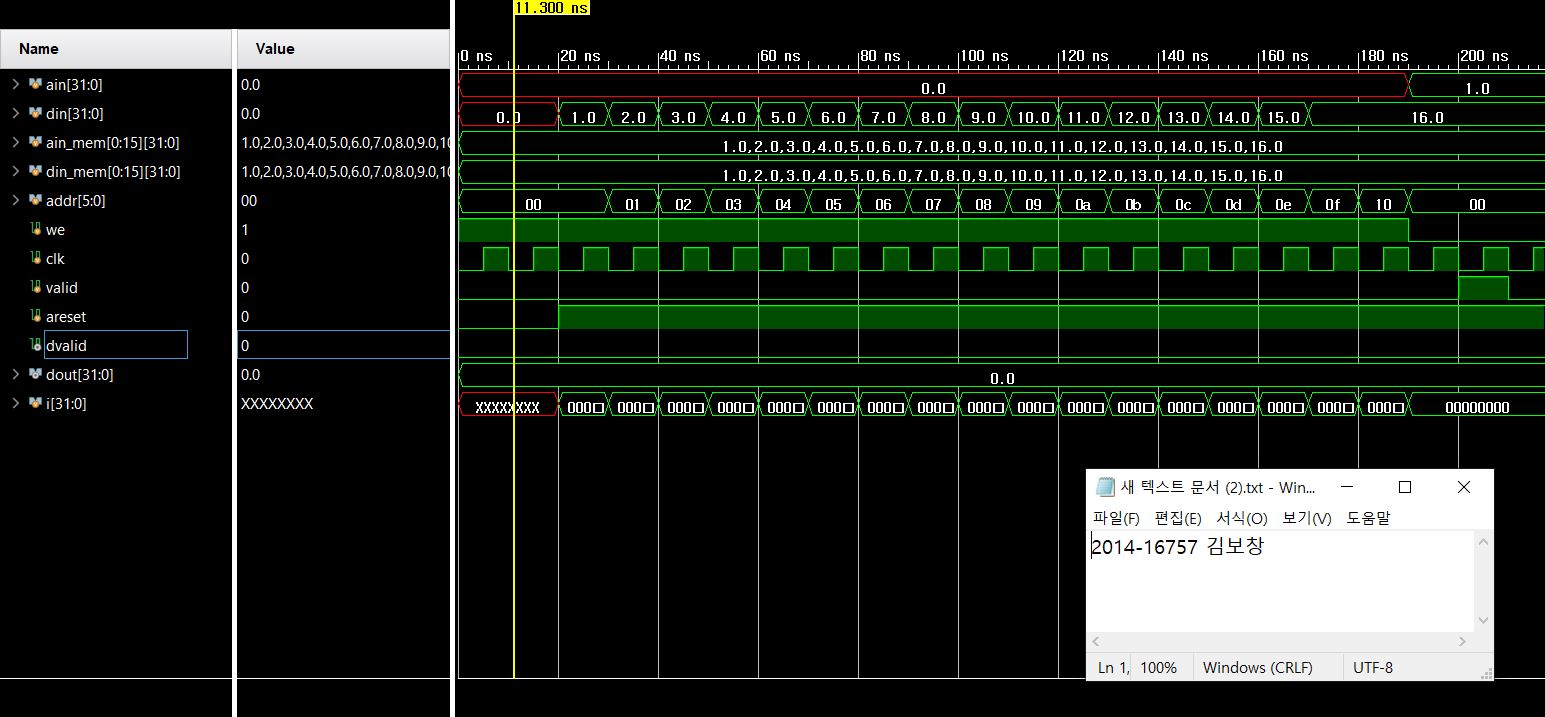 11.300 ns
Name Value
0 ns 20 ns 40 ns 60 ns 80 ns 100 ns 120 ns 140 ns 160 ns 180 ns 200 ns
ain[31:0] 0.0 0.0 1.0
din[31:0] 0.0 0.0 1.0 2.0 3.0 4.0 5.0 6.0 7.0 8.0 9.0 10.0 11.0 12.0 13.0 14.0 15.0 16.0
ain_mem[0:15][31:0] 1.0,2.0,3.0,4.0,5.0,6.0,7.0,8.0,9.0,10 1.0,2.0,3.0,4.0,5.0,6.0,7.0,8.0,9.0,10.0,11.0,12.0,13.0,14.0,15.0,16.0
din_mem[0:15][31:0] 1.0,2.0,3.0,4.0,5.0,6.0,7.0,8.0,9.0,10 1.0,2.0,3.0,4.0,5.0,6.0,7.0,8.0,9.0,10.0,11.0,12.0,13.0,14.0,15.0,16.0
addr[5:0] 00 00 01 02 03 04 05 06 07 08 09 0a 0b 0c 0d 0e 0f 10 00
we 1
clk 0
valid 0
areset 0
dvalid 0
dout[31:0] 0.0 0.0
i[31:0] XXXXXXXX XXXXXXXX 000□ 000□ 000□ 000□ 000□ 000□ 000□ 000□ 000□ 000□ 000□ 000□ 000□ 000□ 000□ 000□ 000□ 00000000
새 텍스트 문서 (2).txt - Win...
파일(F) 편집(E) 서식(O) 보기(V) 도움말
2014-16757 김보창
Ln 1, 100% Windows (CRLF) UTF-8